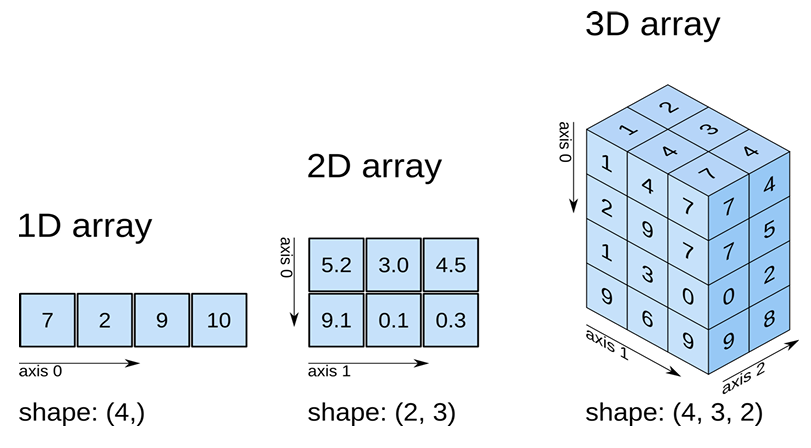 1D array
7 2 9 10
axis 0
shape: (4,)
2D array
axis 0
5.2 3.0 4.5
9.1 0.1 0.3
axis 1
shape: (2, 3)
3D array
axis 0
2
1 3
4 4
7
1 4 7 7 4
2 9 7 7 5
1 3 0 0 2
9 6 9 9 8
axis 1
axis 2
shape: (4, 3, 2)